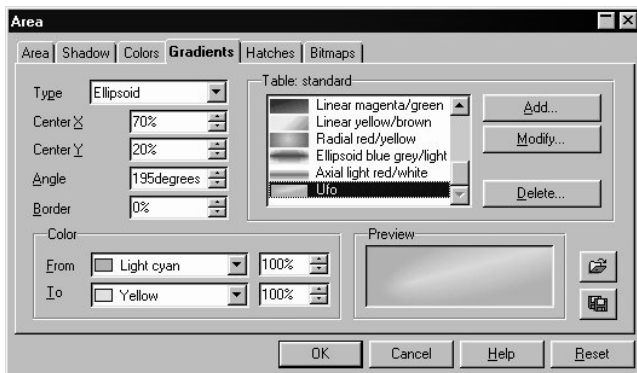 Area
Area Shadow Colors Gradients Hatches Bitmaps
Type Ellipsoid
Center X 70%
Center Y 20%
Angle 195degrees
Border 0%
Table: standard
Linear magenta/green
Linear yellow/brown
Radial red/yellow
Ellipsoid blue grey/light
Axial light red/white
Ufo
Add...
Modify...
Delete...
Color
From Light cyan 100%
To Yellow 100%
Preview
OK Cancel Help Reset